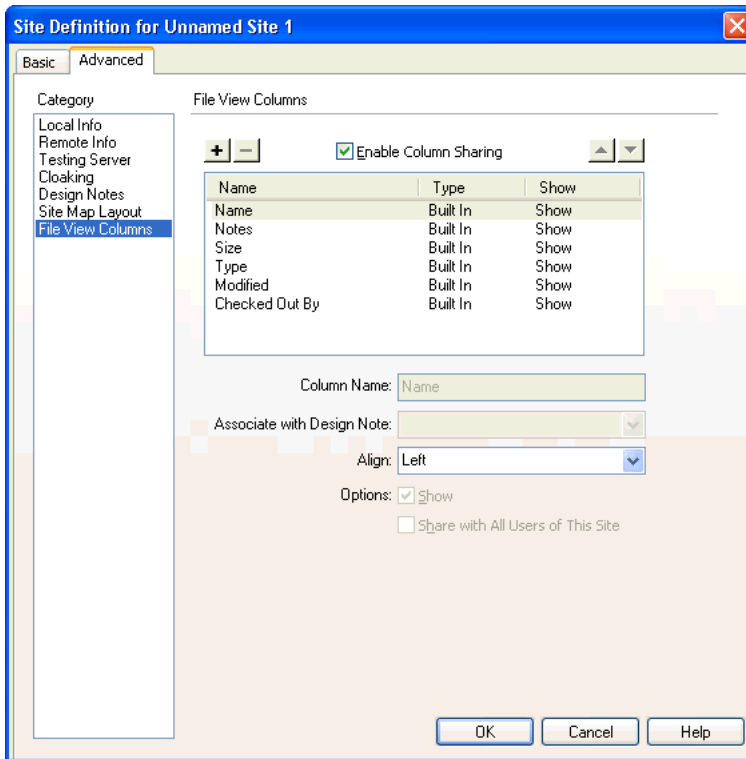 Site Definition for Unnamed Site 1
Basic Advanced
Category
Local Info
Remote Info
Testing Server
Cloaking
Design Notes
Site Map Layout
File View Columns
File View Columns
Enable Column Sharing
Name Type Show
Name Built In Show
Notes Built In Show
Size Built In Show
Type Built In Show
Modified Built In Show
Checked Out By Built In Show
Column Name: Name
Associate with Design Note:
Align: Left
Options: Show
Share with All Users of This Site
OK Cancel Help